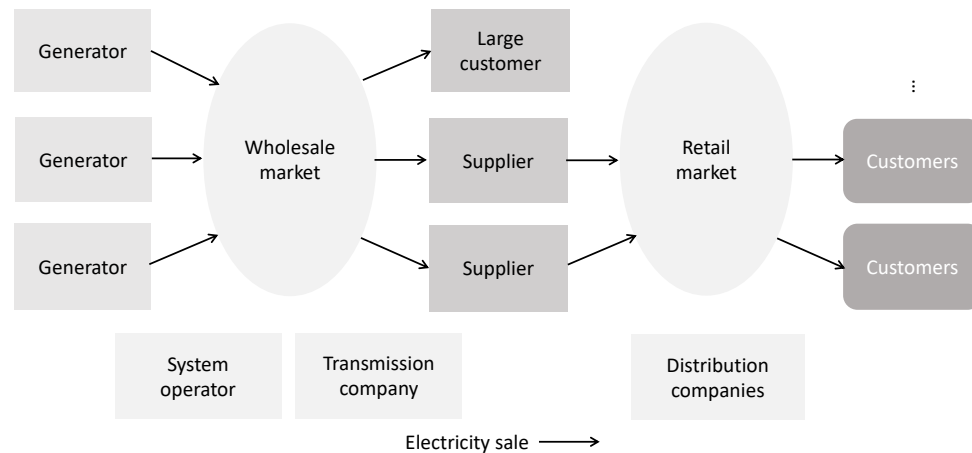 Generator
Large
customer
⋮
Generator
Wholesale
market
Supplier
Retail
market
Customers
Generator
Supplier
Customers
System
operator
Transmission
company
Distribution
companies
Electricity sale